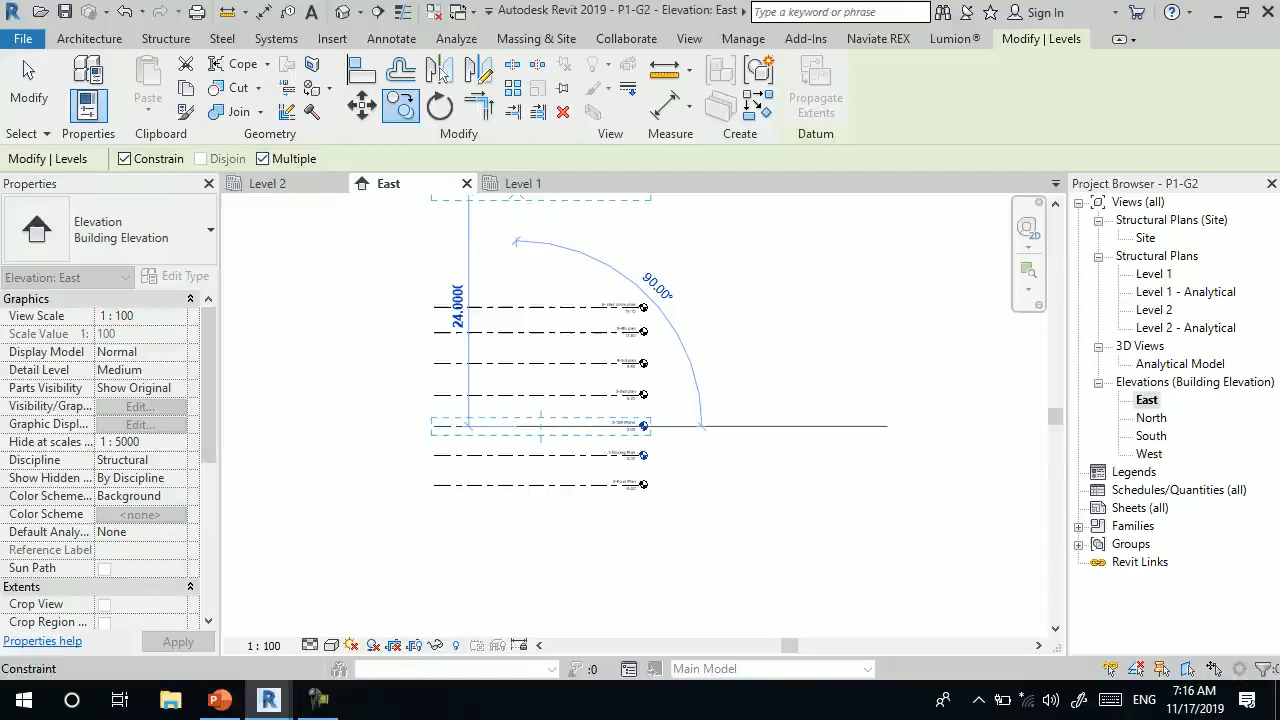 Autodesk Revit 2019 - P1-G2 - Elevation: East
Type a keyword or phrase
Sign In
File Architecture Structure Steel Systems Insert Annotate Analyze Massing & Site Collaborate View Manage Add-Ins Naviate REX Lumion® Modify | Levels
Modify
Paste
Cope
Cut
Join
Propagate
Extents
Select Properties Clipboard Geometry Modify View Measure Create Datum
Modify | Levels Constrain Disjoin Multiple
Properties
Level 2
East
Level 1
Project Browser - P1-G2
Elevation
Building Elevation
Elevation: East
Edit Type
Graphics
View Scale 1 : 100
Scale Value 1: 100
Display Model Normal
Detail Level Medium
Parts Visibility Show Original
Visibility/Grap... Edit...
Graphic Displ... Edit...
Hide at scales ... 1 : 5000
Discipline Structural
Show Hidden ... By Discipline
Color Scheme... Background
Color Scheme <none>
Default Analy... None
Reference Label
Sun Path
Extents
Crop View
Crop Region ...
Properties help
Apply
2D
24.000(
90.00°
Views (all)
Structural Plans (Site)
Site
Structural Plans
Level 1
Level 1 - Analytical
Level 2
Level 2 - Analytical
3D Views
Analytical Model
Elevations (Building Elevation)
East
North
South
West
Legends
Schedules/Quantities (all)
Sheets (all)
Families
Groups
Revit Links
1 : 100
Constraint
:0
Main Model
:0
ENG
7:16 AM
11/17/2019